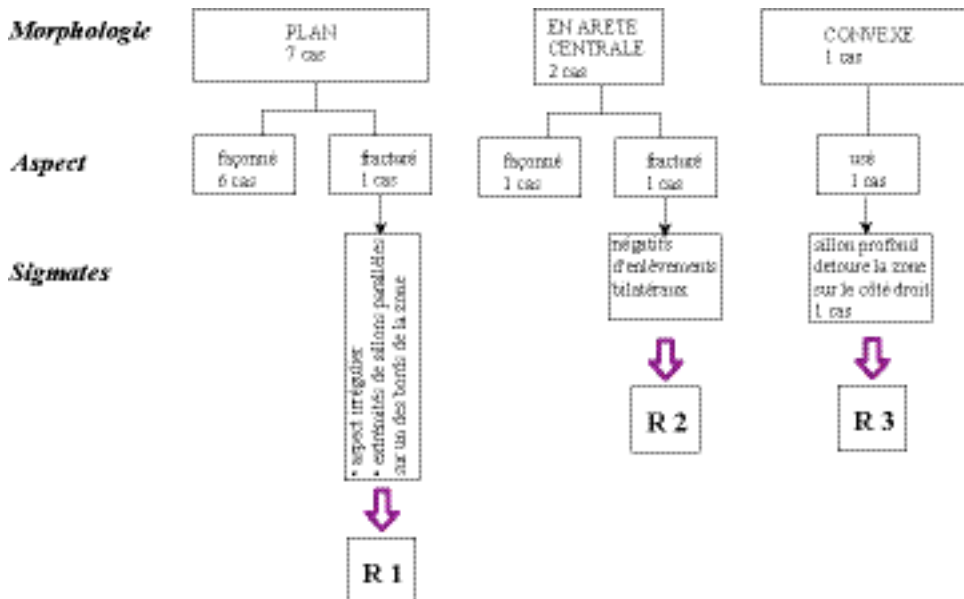 Morphologie
PLAN
7 cas
EN ARETE
CENTRALE
2 cas
CONVEXE
1 cas
Aspect
façonné
6 cas
fracturé
1 cas
façonné
1 cas
fracturé
1 cas
usé
1 cas
Sigmates
• aspect irrégulier
• extrémités de sillons parallèles
sur un des bords de la zone
négatifs
d'enlèvements
bilatéraux
sillon profond
detoure la zone
sur le côté droit
1 cas
R 2
R 3
R 1